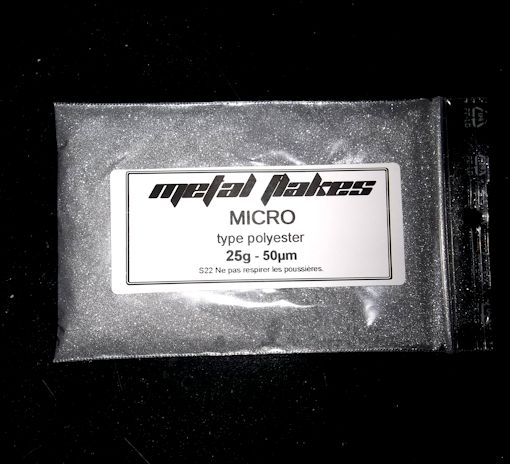 metal flakes
MICRO
type polyester
25g - 50µm
S22 Ne pas respirer les poussières.